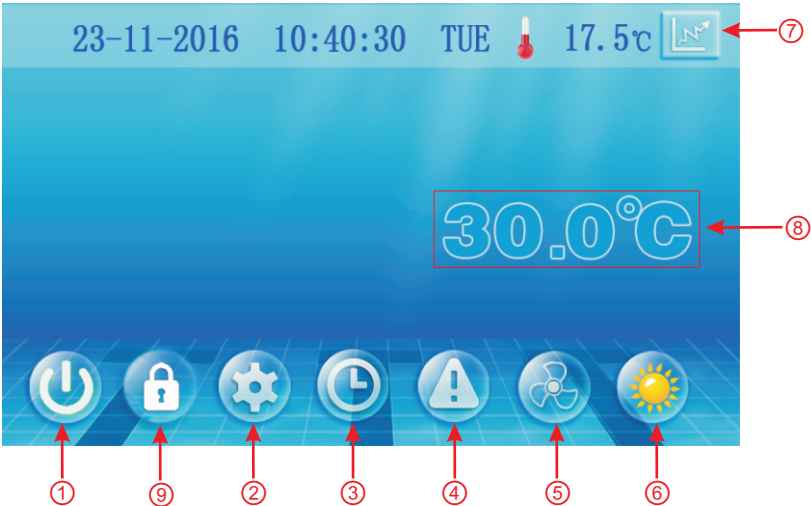 23-11-2016 10:40:30 TUE 17.5℃ ⑦
30.0°C ⑧
① ⑨ ② ③ ④ ⑤ ⑥